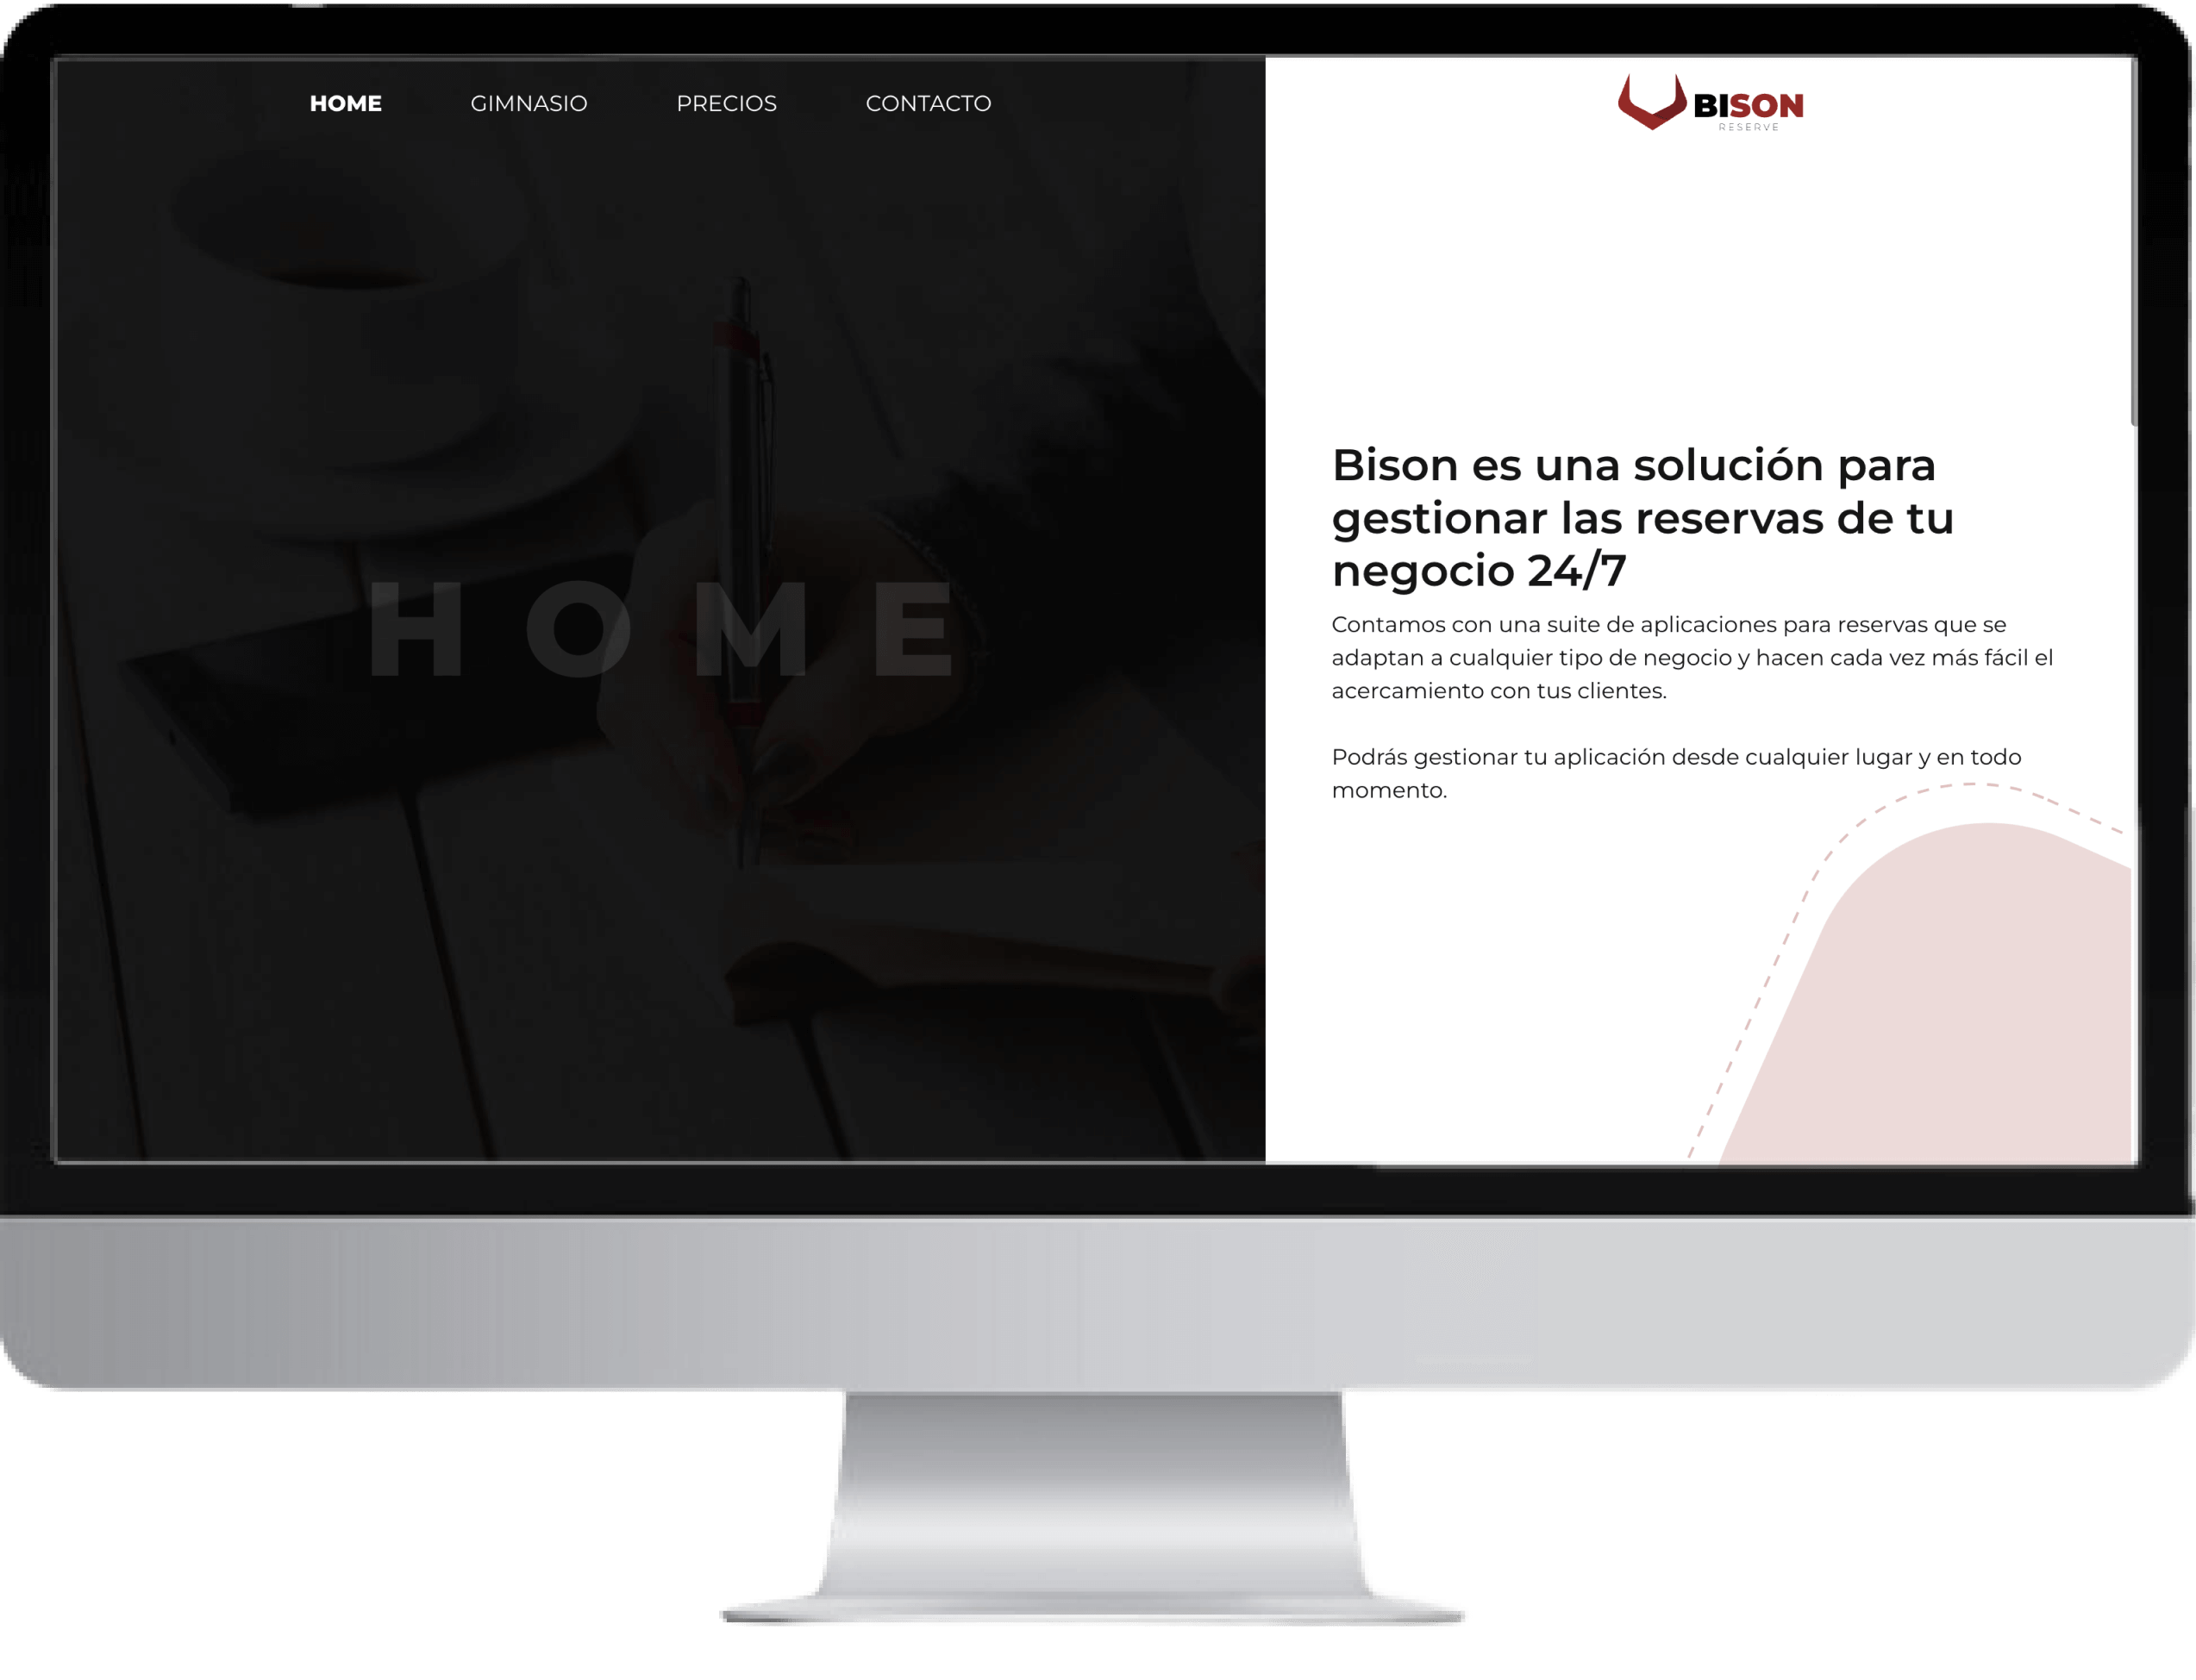 HOME GIMNASIO PRECIOS CONTACTO
BISON
RESERVE
HOME
Bison es una solución para
gestionar las reservas de tu
negocio 24/7
Contamos con una suite de aplicaciones para reservas que se
adaptan a cualquier tipo de negocio y hacen cada vez más fácil el
acercamiento con tus clientes.
Podrás gestionar tu aplicación desde cualquier lugar y en todo
momento.